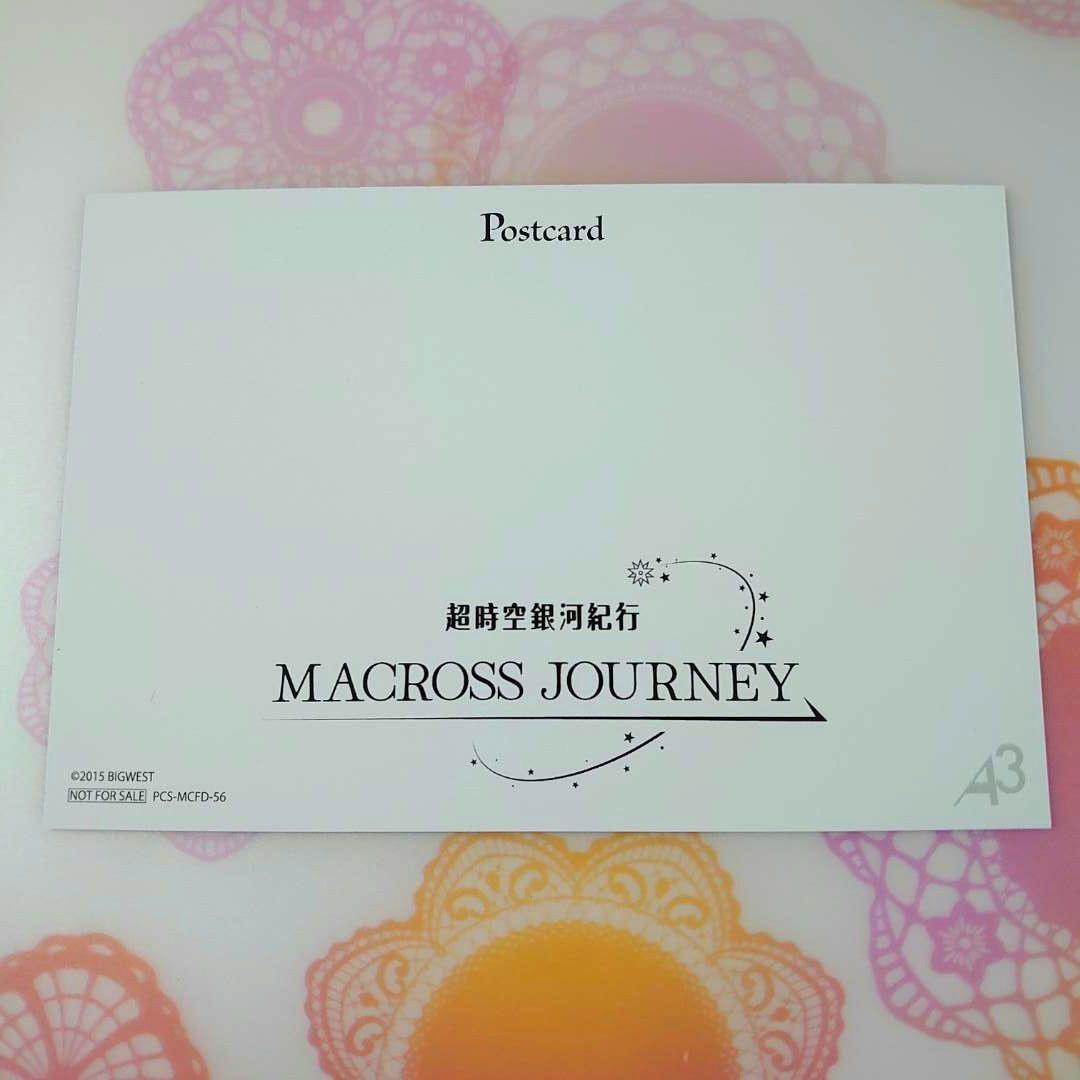 Postcard
超時空銀河紀行
MACROSS JOURNEY
©2015 BIGWEST
NOT FOR SALE PCS-MCFD-56
A3